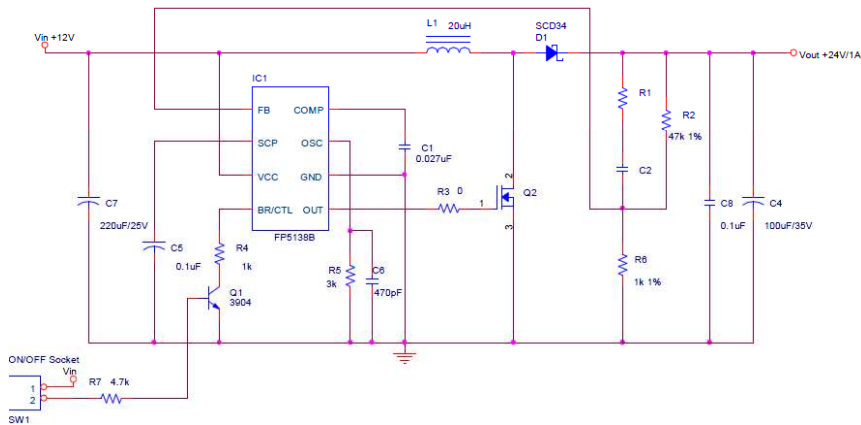 L1
20uH
SCD34
D1
Vin +12V
Vout +24V/1A
IC1
FB
COMP
SCP
OSC
VCC
GND
BR/CTL
OUT
FP5138B
C1
0.027uF
R1
R2
47k 1%
C2
R3
0
2
1
3
Q2
C7
220uF/25V
C5
0.1uF
R4
1k
R5
3k
C6
470pF
Q1
3904
R6
1k 1%
C8
0.1uF
C4
100uF/35V
ON/OFF Socket
Vin
1
2
SW1
R7
4.7k